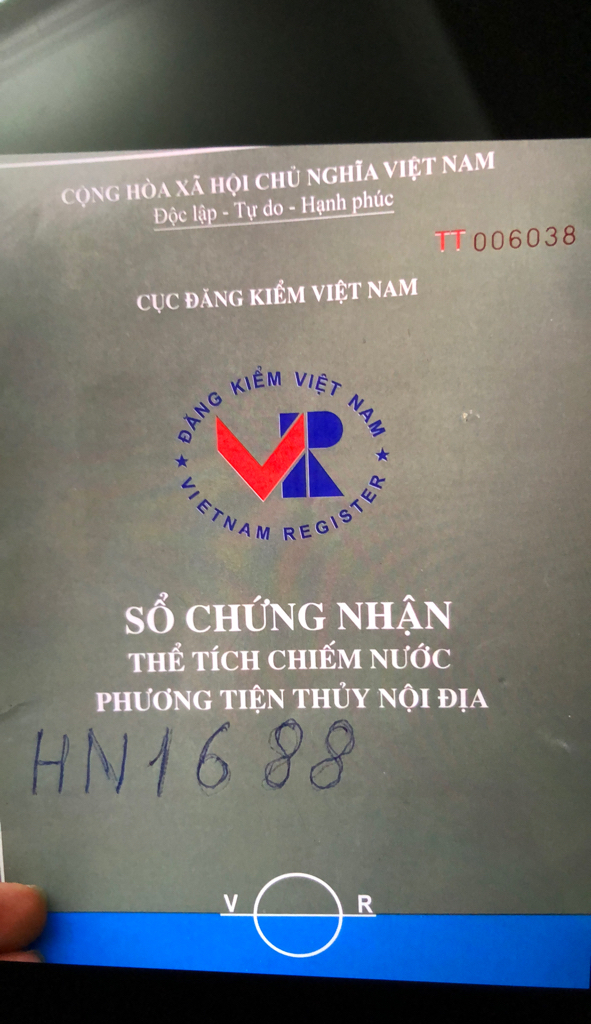 CỘNG HÒA XÃ HỘI CHỦ NGHĨA VIỆT NAM
Độc lập - Tự do - Hạnh phúc
TT 006038
CỤC ĐĂNG KIỂM VIỆT NAM
ĐĂNG KIỂM VIỆT NAM
VR
VIETNAM REGISTER
SỔ CHỨNG NHẬN
THỂ TÍCH CHIẾM NƯỚC
PHƯƠNG TIỆN THỦY NỘI ĐỊA
HN1688
V R